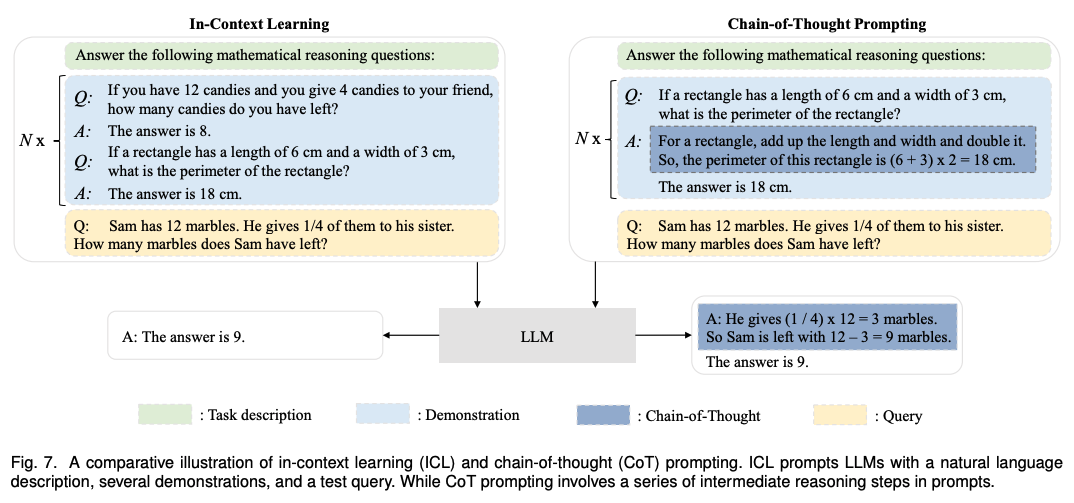 In-Context Learning
Answer the following mathematical reasoning questions:
N x
Q: If you have 12 candies and you give 4 candies to your friend,
how many candies do you have left?
A: The answer is 8.
Q: If a rectangle has a length of 6 cm and a width of 3 cm,
what is the perimeter of the rectangle?
A: The answer is 18 cm.
Q: Sam has 12 marbles. He gives 1/4 of them to his sister.
How many marbles does Sam have left?
Chain-of-Thought Prompting
Answer the following mathematical reasoning questions:
N x
Q: If a rectangle has a length of 6 cm and a width of 3 cm,
what is the perimeter of the rectangle?
A: For a rectangle, add up the length and width and double it.
So, the perimeter of this rectangle is (6 + 3) x 2 = 18 cm.
The answer is 18 cm.
Q: Sam has 12 marbles. He gives 1/4 of them to his sister.
How many marbles does Sam have left?
A: The answer is 9.
LLM
A: He gives (1 / 4) x 12 = 3 marbles.
So Sam is left with 12 – 3 = 9 marbles.
The answer is 9.
: Task description
: Demonstration
: Chain-of-Thought
: Query
Fig. 7. A comparative illustration of in-context learning (ICL) and chain-of-thought (CoT) prompting. ICL prompts LLMs with a natural language
description, several demonstrations, and a test query. While CoT prompting involves a series of intermediate reasoning steps in prompts.